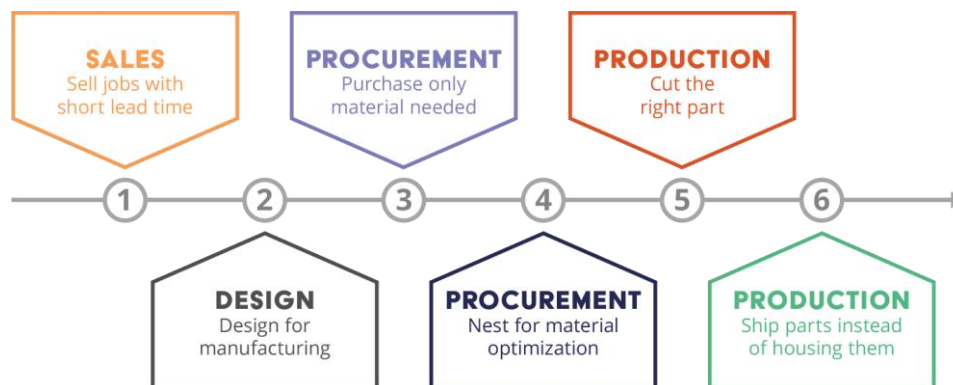 SALES
Sell jobs with
short lead time
PROCUREMENT
Purchase only
material needed
PRODUCTION
Cut the
right part
1
2
3
4
5
6
DESIGN
Design for
manufacturing
PROCUREMENT
Nest for material
optimization
PRODUCTION
Ship parts instead
of housing them